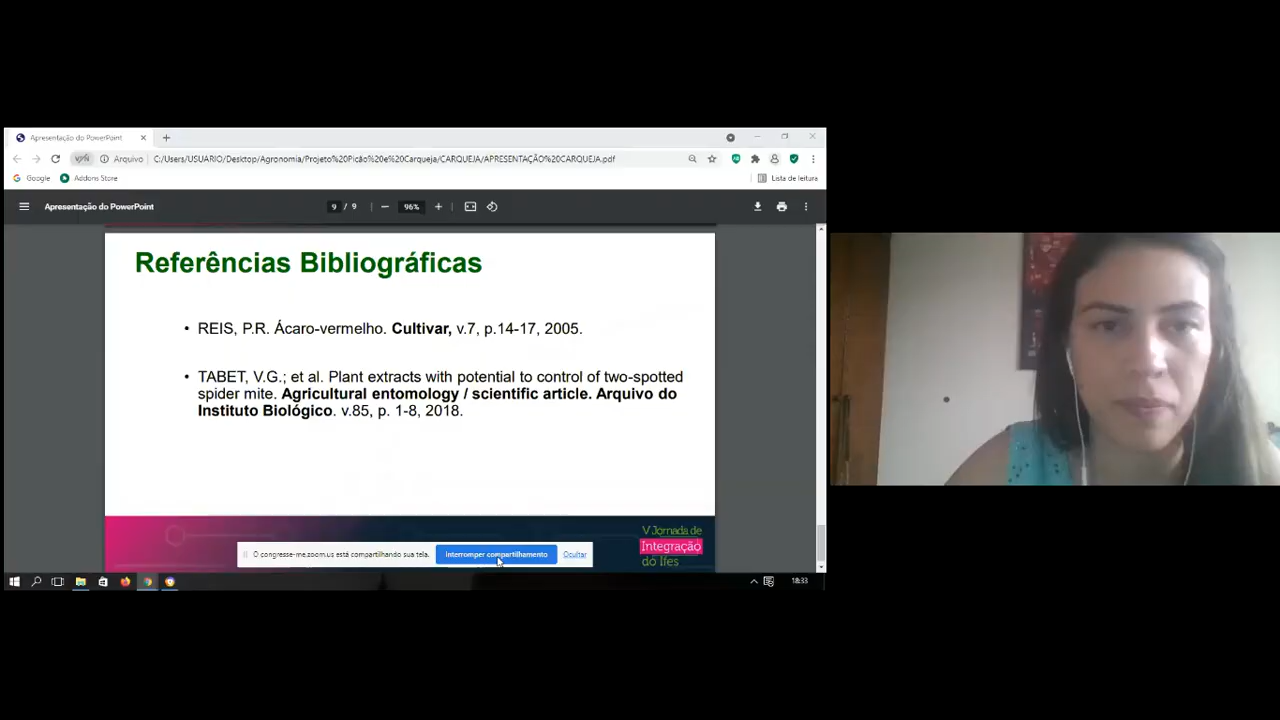 Apresentação do PowerPoint
Arquivo C:/Users/USUARIO/Desktop/Agronomia/Projeto%20Picão%20e%20Carqueja/CARQUEJA/APRESENTAÇÃO%20CARQUEJA.pdf
Google Addons Store Lista de leitura
Apresentação do PowerPoint 9 / 9 96%
Referências Bibliográficas
• REIS, P.R. Ácaro-vermelho. Cultivar, v.7, p.14-17, 2005.
• TABET, V.G.; et al. Plant extracts with potential to control of two-spotted
spider mite. Agricultural entomology / scientific article. Arquivo do
Instituto Biológico. v.85, p. 1-8, 2018.
V Jornada de
Integração
do Ifes
O congresse-me.zoom.us está compartilhando sua tela. Interromper compartilhamento Ocultar
18:33